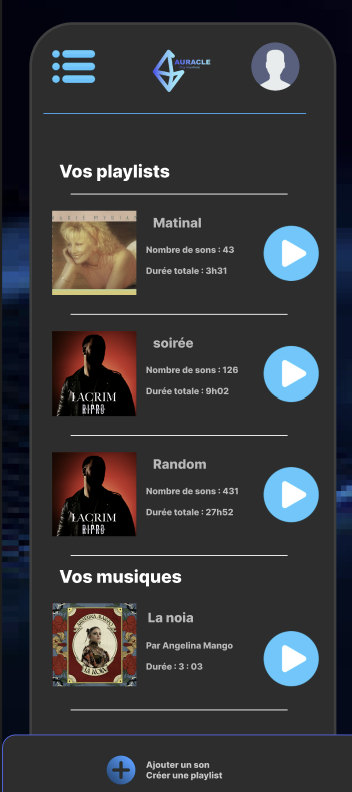 AURACLE
Vos playlists
Matinal
Nombre de sons : 43
Durée totale : 3h31
soirée
Nombre de sons : 126
Durée totale : 9h02
LACRIM
RIPRO
Random
Nombre de sons : 431
Durée totale : 27h52
LACRIM
RIPRO
Vos musiques
La noia
Par Angelina Mango
Durée : 3 : 03
LA NOIA
Ajouter un son
Créer une playlist